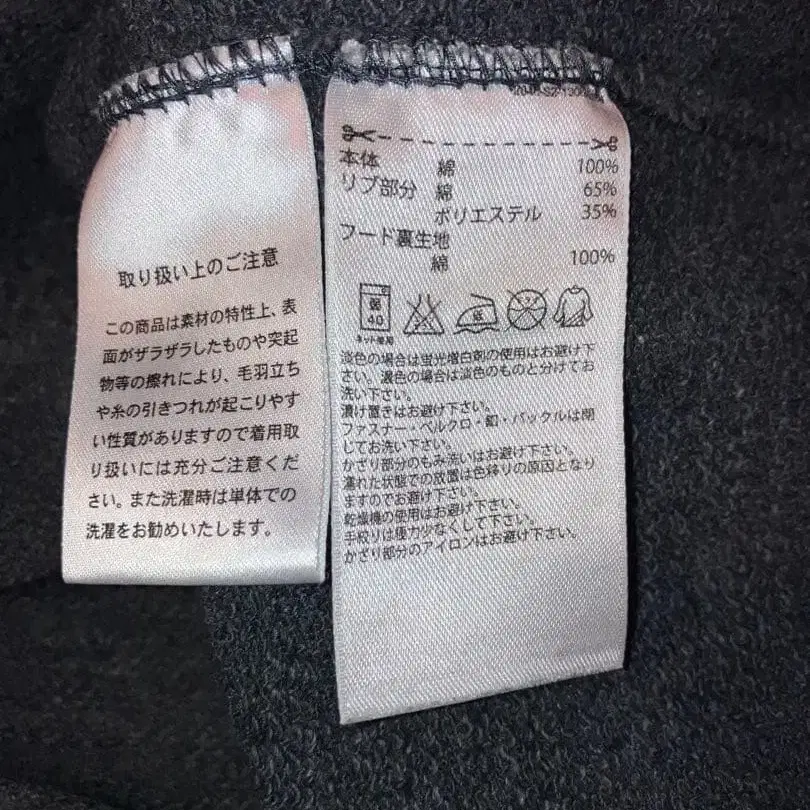 取り扱い上のご注意
この商品は素材の特性上、表
面がザラザラしたものや突起
物等の擦れにより、毛羽立ち
や糸の引きつれが起こりやす
い性質がありますので着用取
り扱いには充分ご注意くだ
さい。また洗濯時は単体での
洗濯をお勧めいたします。
本体 綿 100%
リブ部分 綿 65%
ポリエステル 35%
フード裏生地
綿 100%
弱
40
ネット使用
淡色の場合は蛍光増白剤の使用はお避け下
さい。濃色の場合は淡色のものと分けてお
洗い下さい。
漬け置きはお避け下さい。
ファスナー・ベルクロ・釦・バックルは閉
じてお洗い下さい。
かざり部分のもみ洗いはお避け下さい。
濡れた状態での放置は色移りの原因となり
ますのでお避け下さい。
乾燥機の使用はお避け下さい。
手絞りは極力少なくして下さい。
かざり部分のアイロンはお避け下さい。